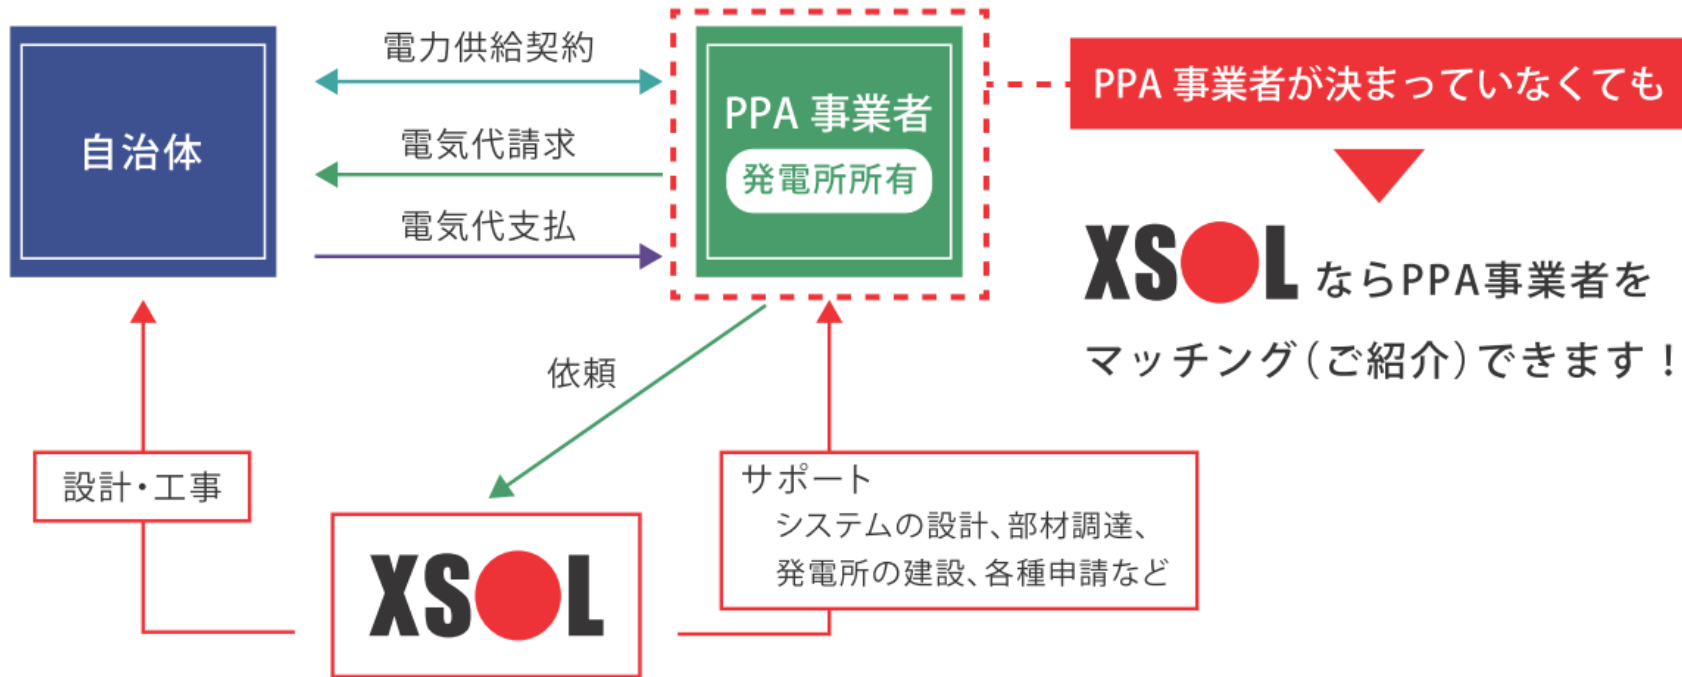 自治体
電力供給契約
電気代請求
電気代支払
PPA 事業者
発電所所有
PPA 事業者が決まっていなくても
XSOL ならPPA事業者を
マッチング(ご紹介)できます！
依頼
設計・工事
XSOL
サポート
システムの設計、部材調達、
発電所の建設、各種申請など